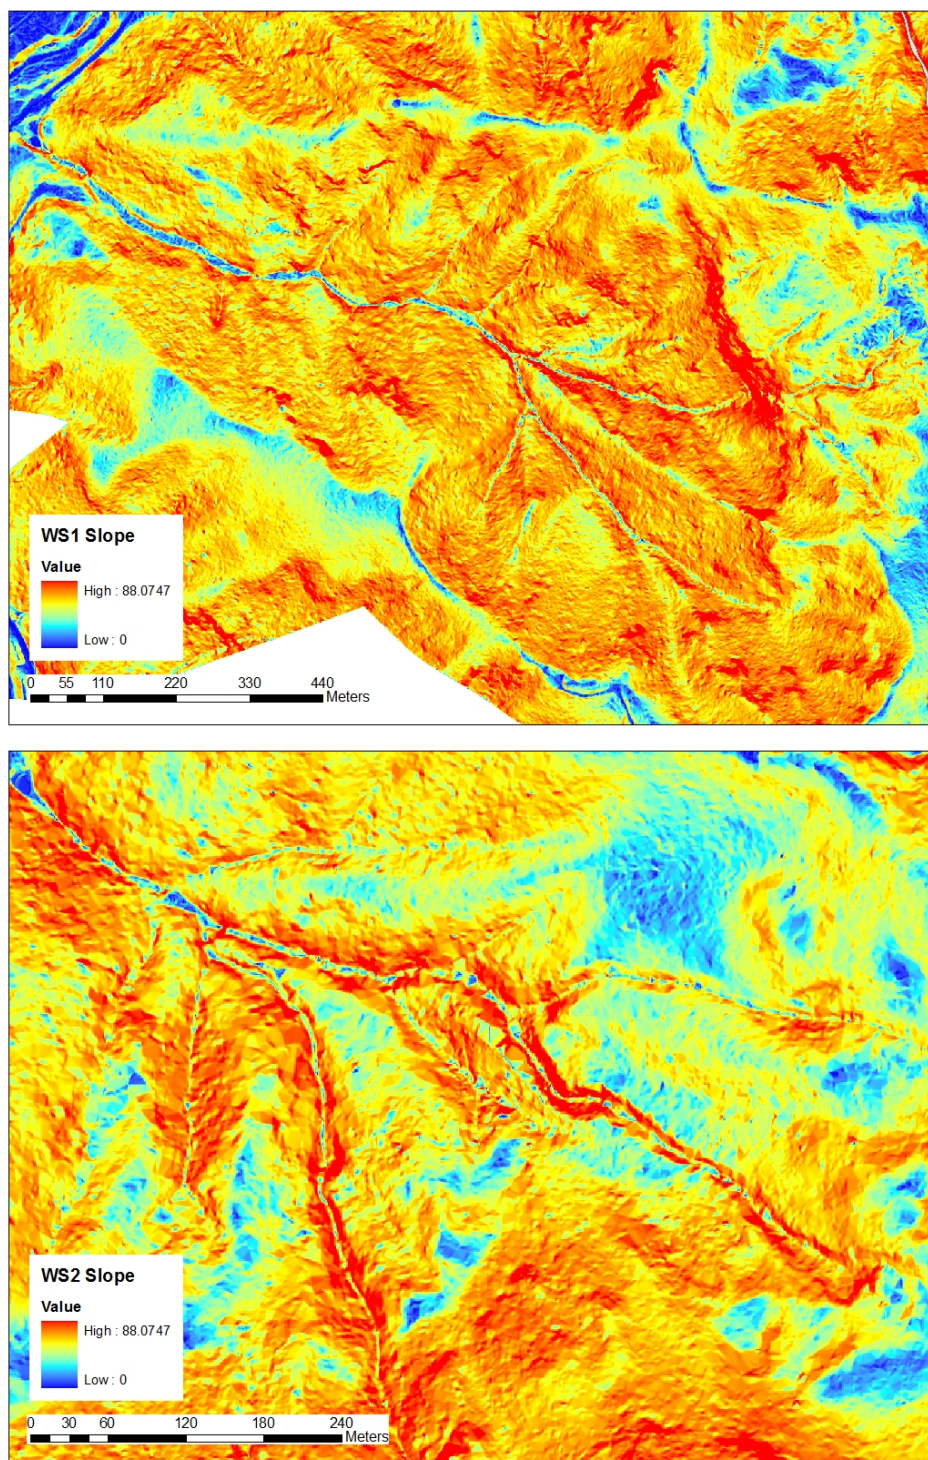 WS1 Slope
Value
High : 88.0747
Low : 0
0 55 110 220 330 440
Meters
WS2 Slope
Value
High : 88.0747
Low : 0
0 30 60 120 180 240
Meters